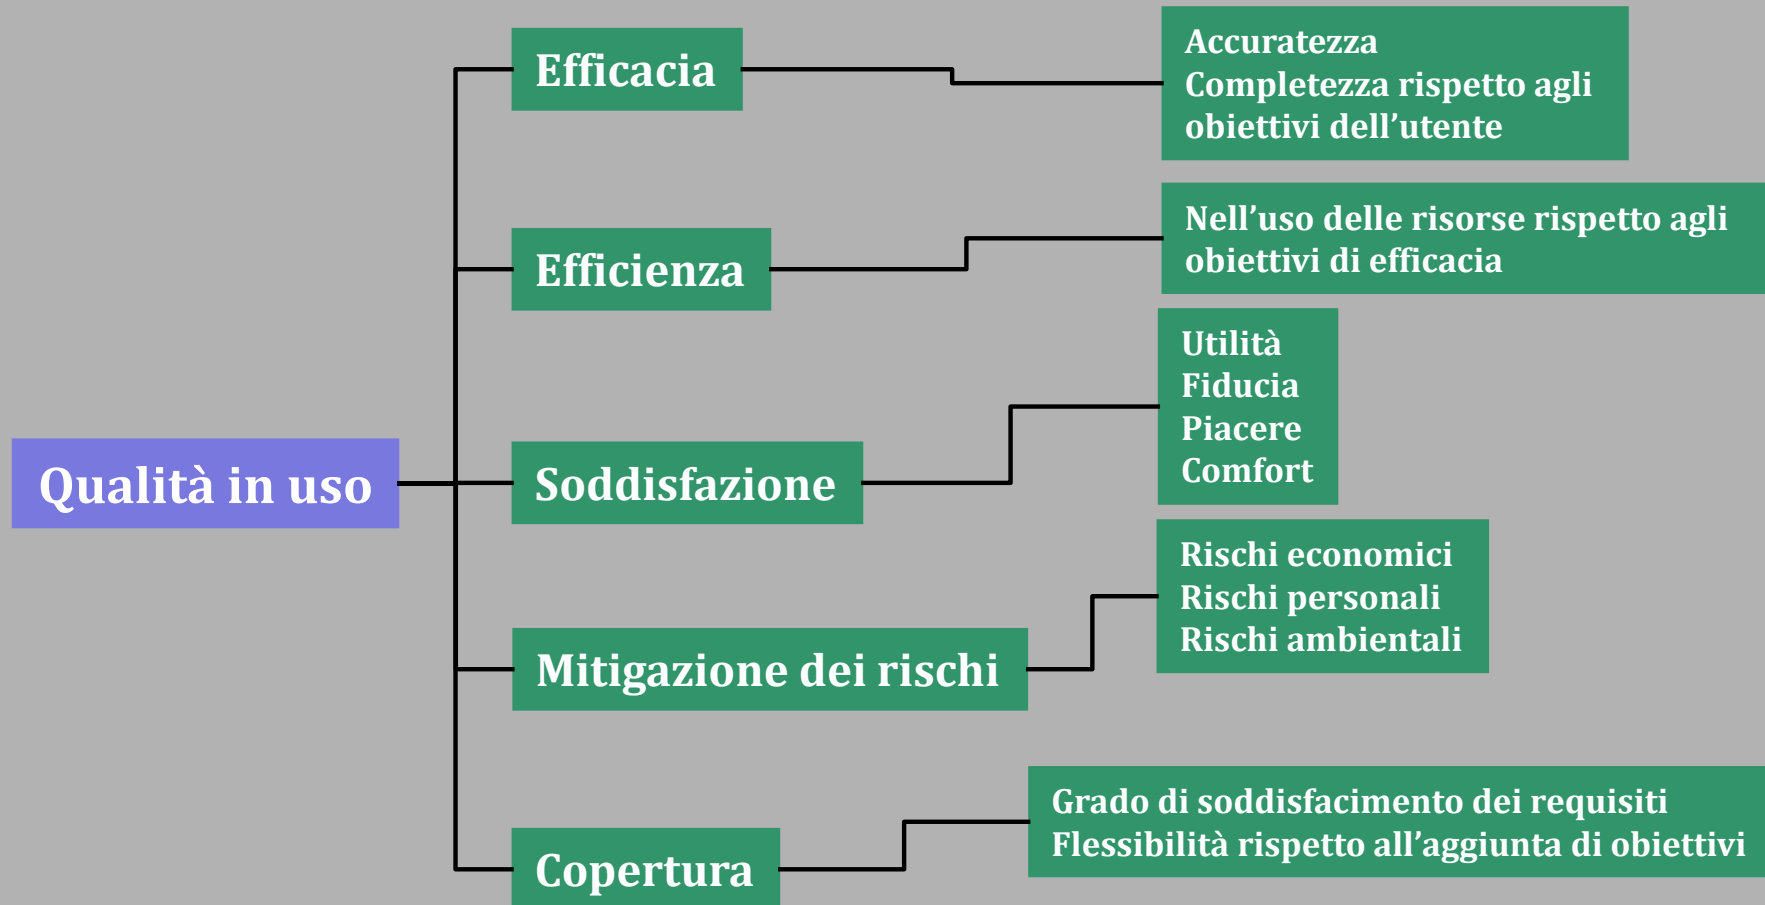 Efficacia
Accuratezza
Completezza rispetto agli
obiettivi dell’utente
Efficienza
Nell’uso delle risorse rispetto agli
obiettivi di efficacia
Qualità in uso
Soddisfazione
Utilità
Fiducia
Piacere
Comfort
Mitigazione dei rischi
Rischi economici
Rischi personali
Rischi ambientali
Copertura
Grado di soddisfacimento dei requisiti
Flessibilità rispetto all’aggiunta di obiettivi